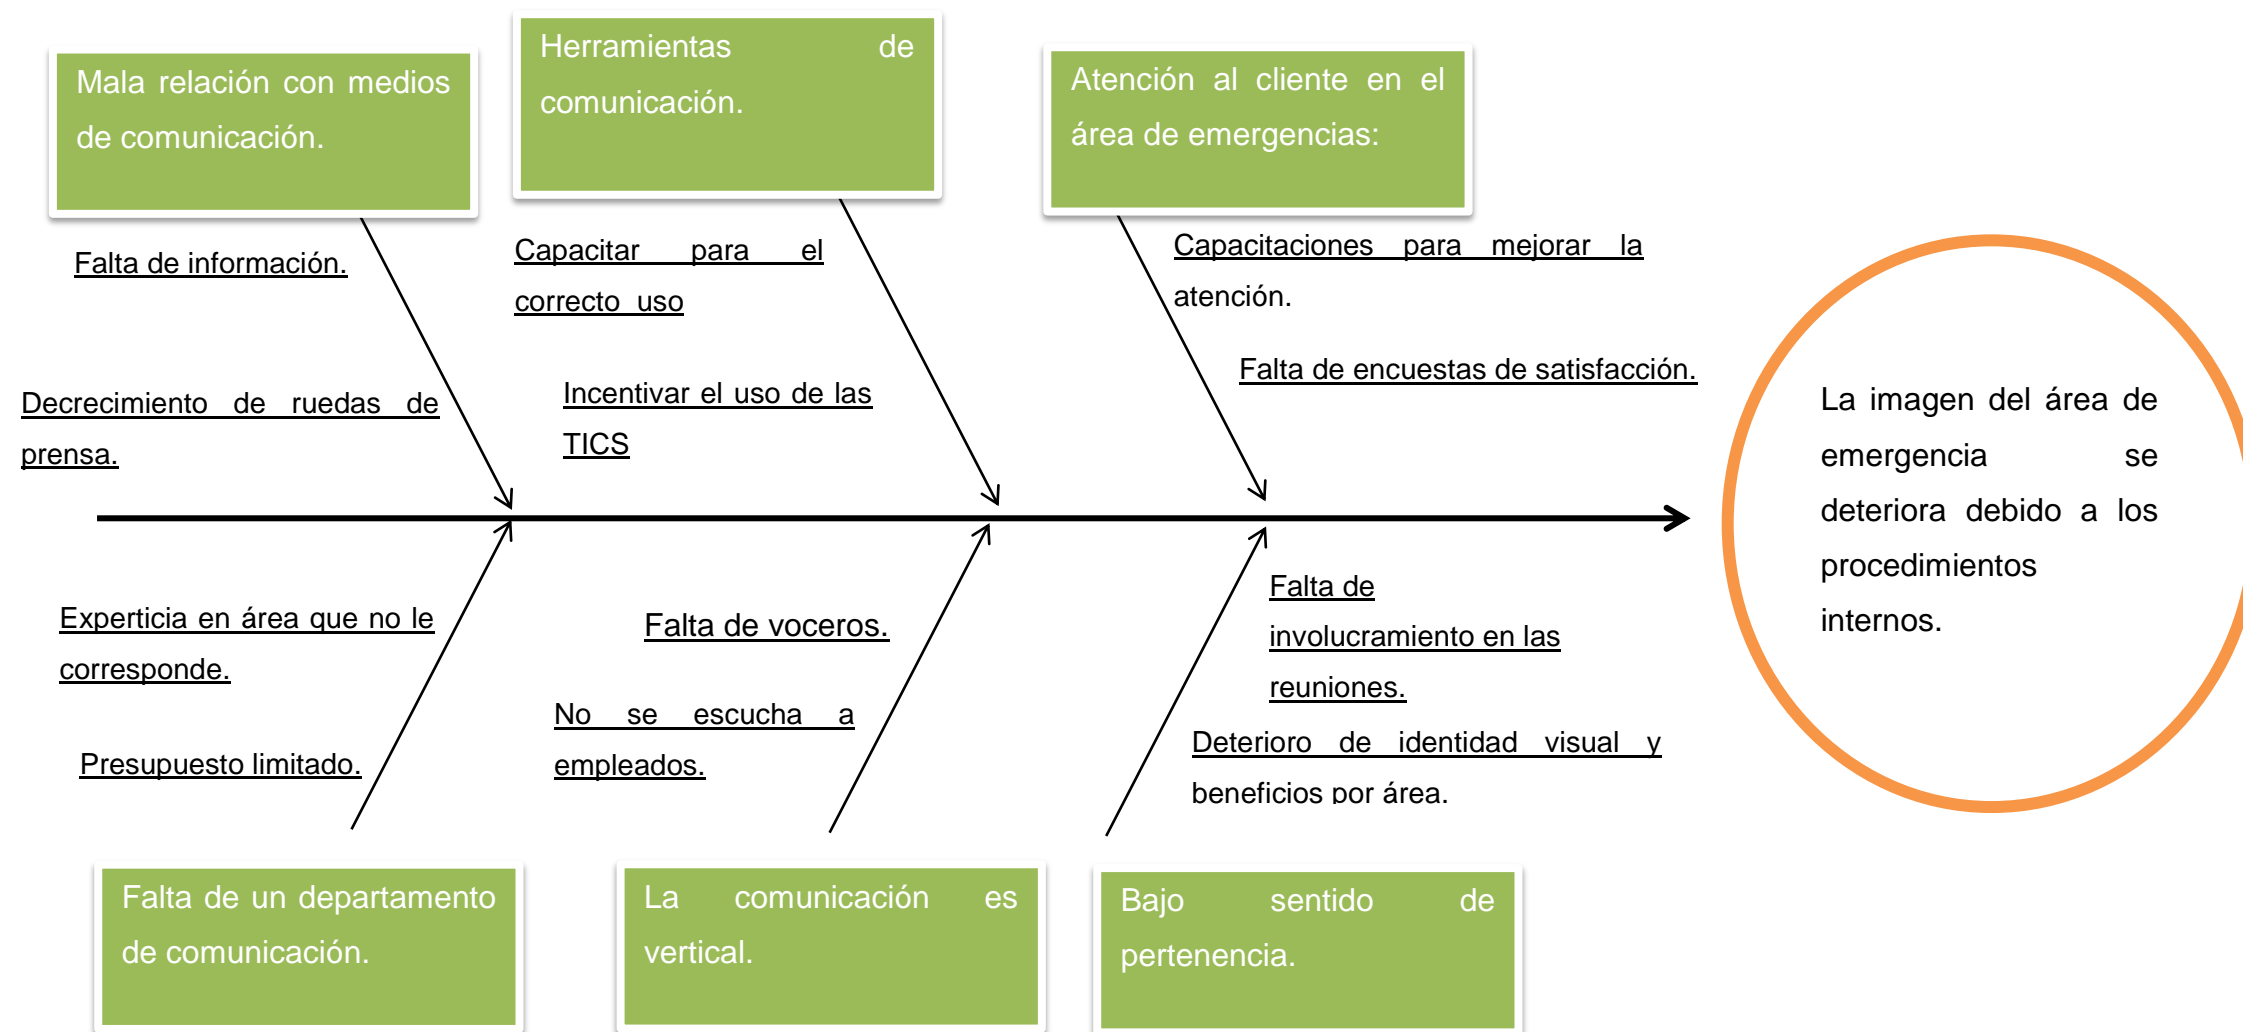 Mala relación con medios
de comunicación.
Herramientas de
comunicación.
Atención al cliente en el
área de emergencias:
Falta de información.
Decrecimiento de ruedas de
prensa.
Capacitar para el
correcto uso
Incentivar el uso de las
TICS
Capacitaciones para mejorar la
atención.
Falta de encuestas de satisfacción.
La imagen del área de
emergencia se
deteriora debido a los
procedimientos
internos.
Experticia en área que no le
corresponde.
Presupuesto limitado.
Falta de voceros.
No se escucha a
empleados.
Falta de
involucramiento en las
reuniones.
Deterioro de identidad visual y
beneficios por área.
Falta de un departamento
de comunicación.
La comunicación es
vertical.
Bajo sentido de
pertenencia.